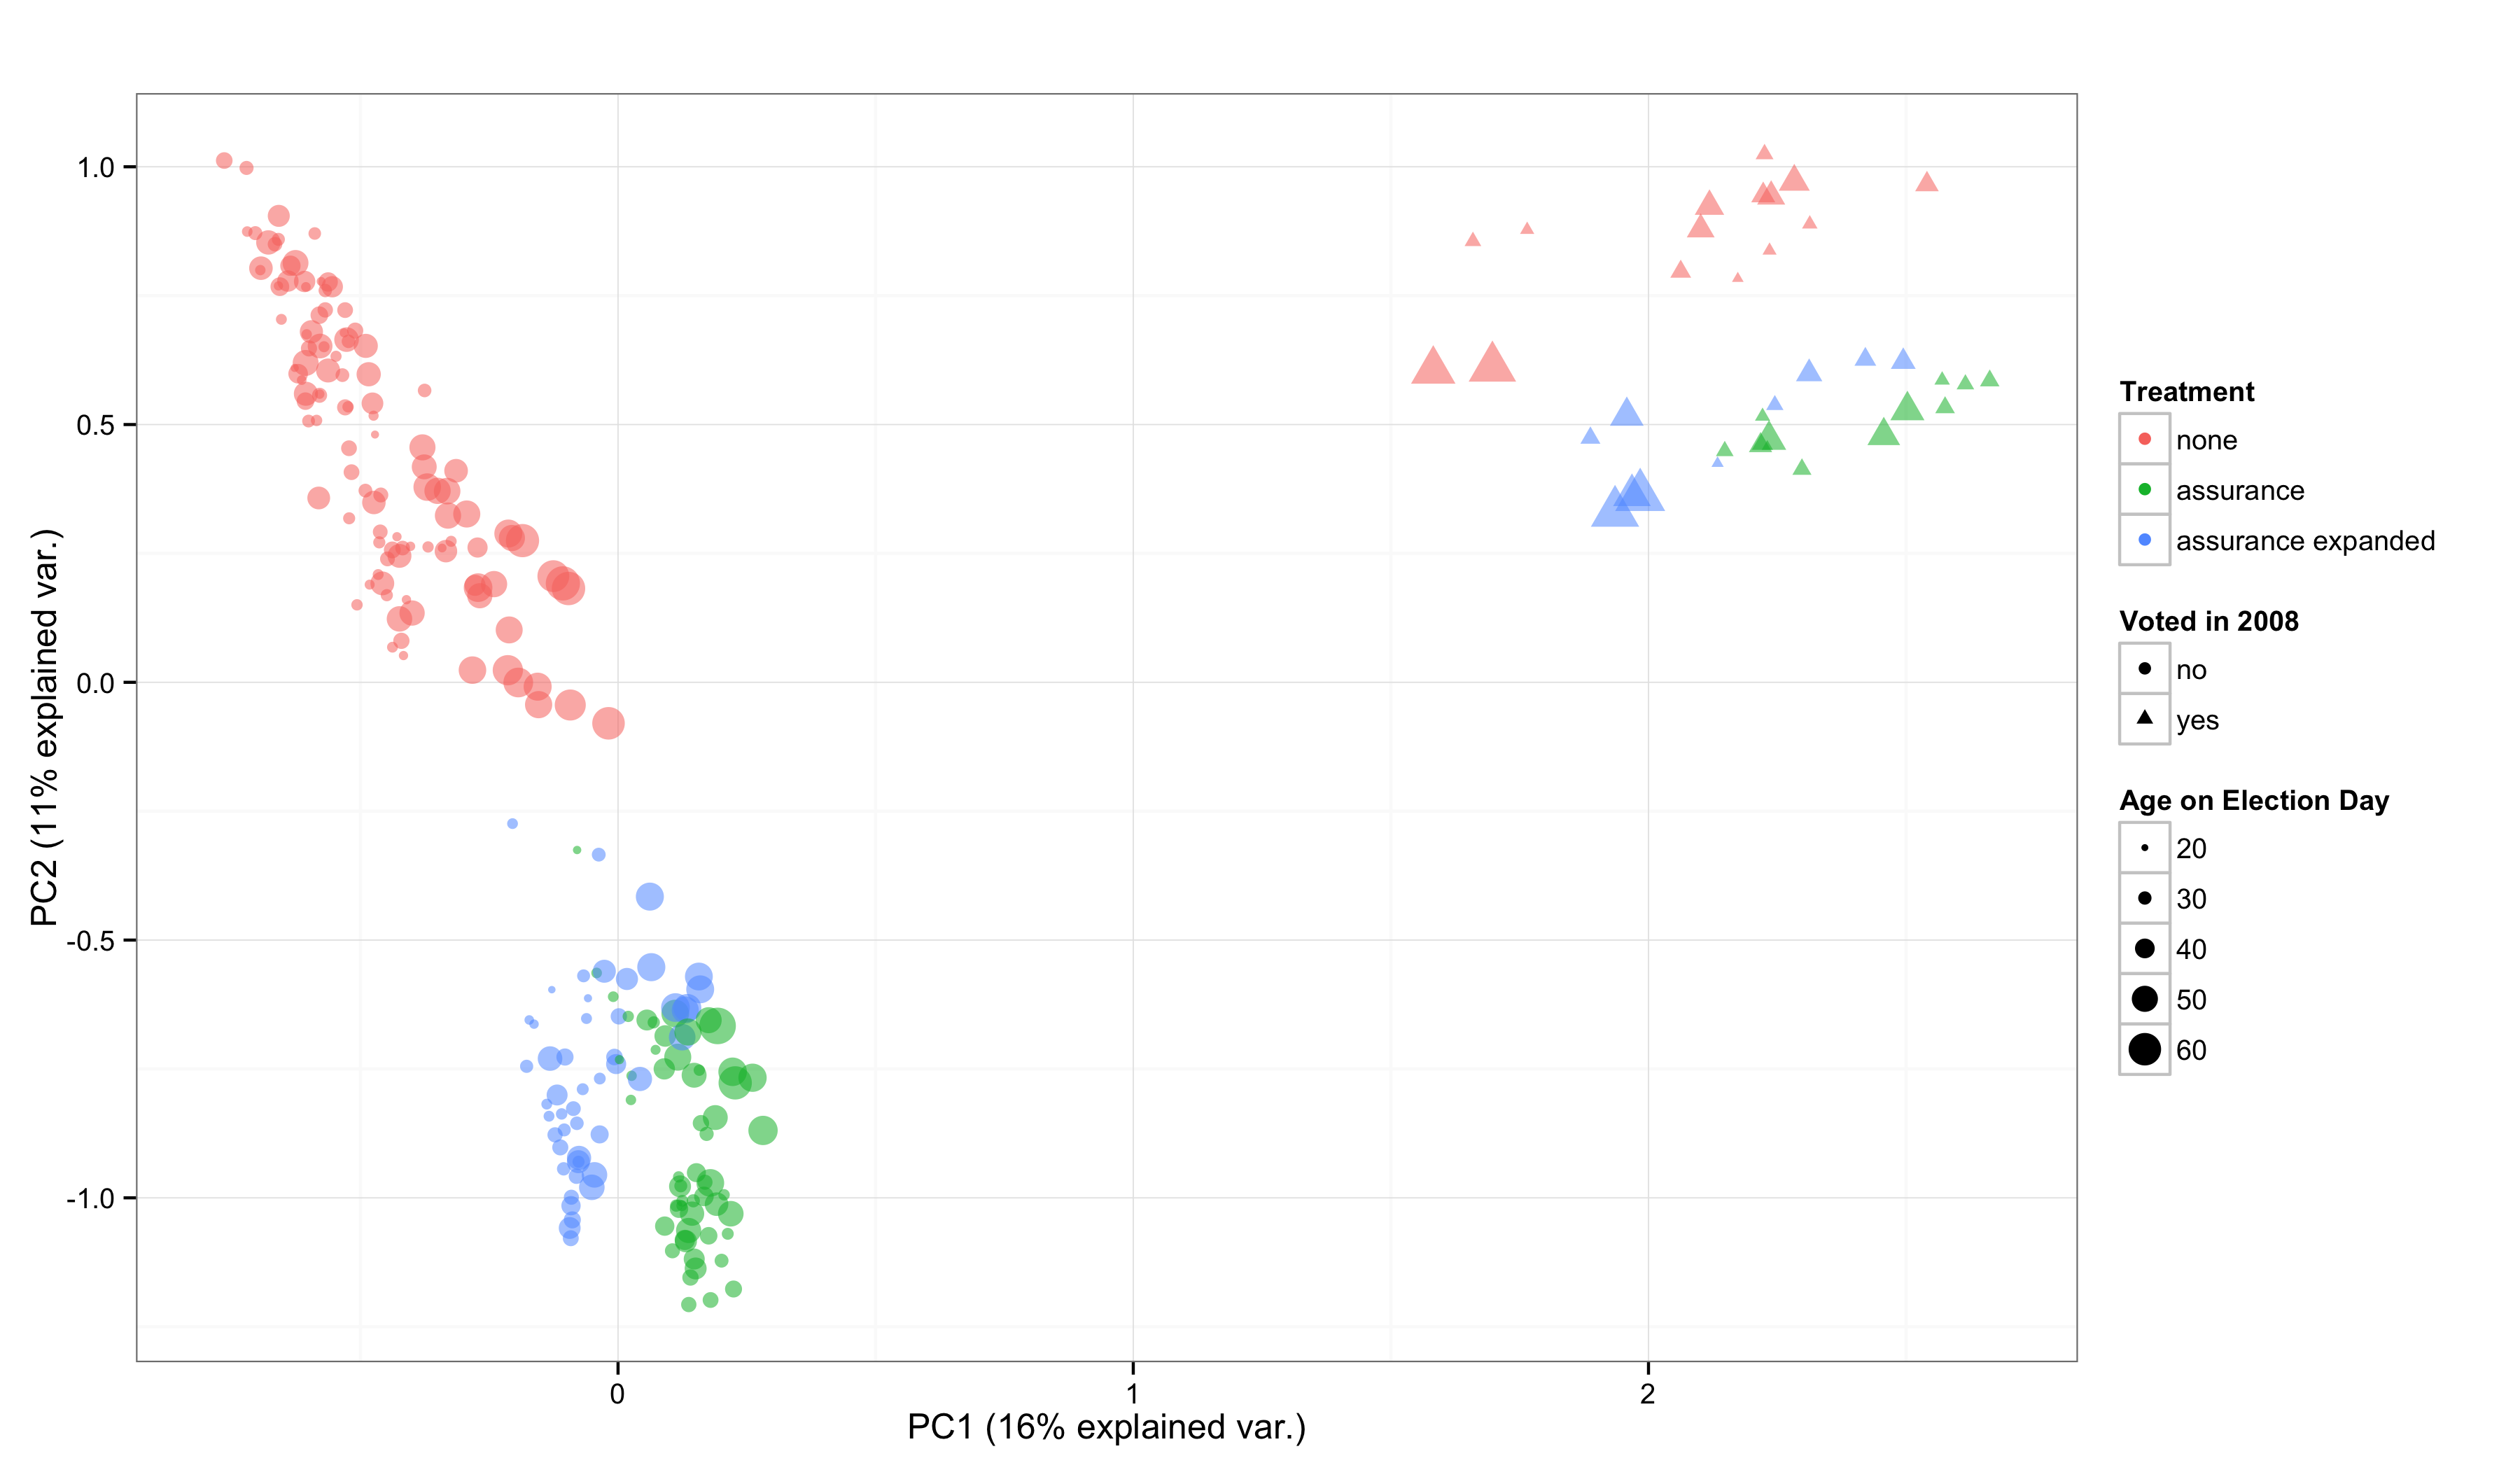 1.0
0.5
0.0
-0.5
-1.0
PC2 (11% explained var.)
0 1 2
PC1 (16% explained var.)
Treatment
none
assurance
assurance expanded
Voted in 2008
no
yes
Age on Election Day
20
30
40
50
60